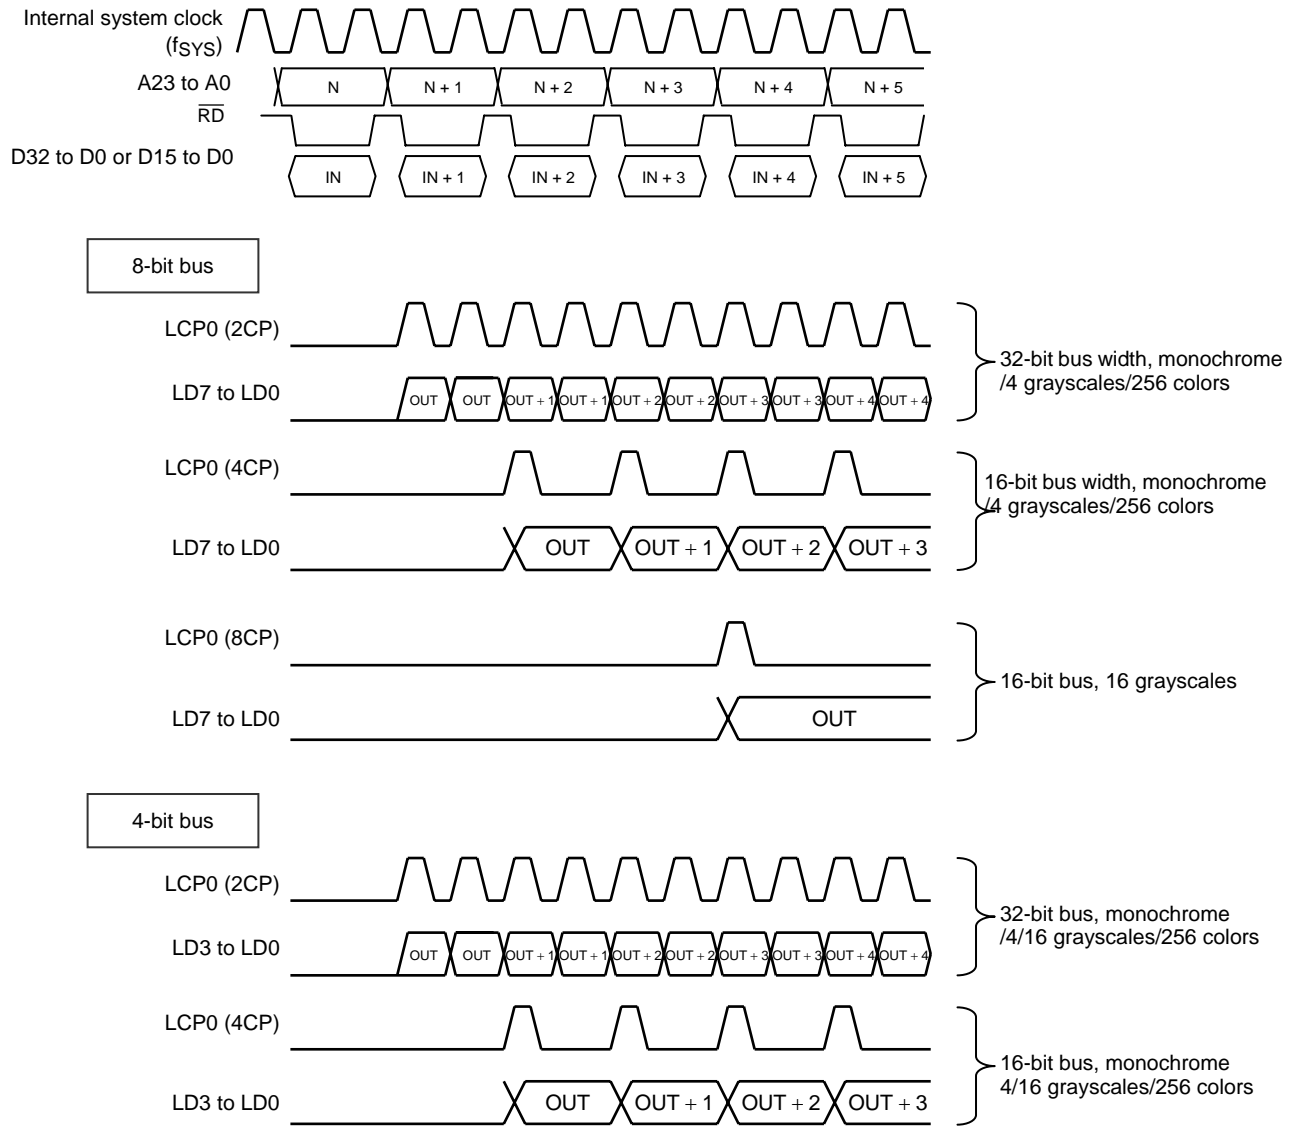 Internal system clock
(fSYS)
A23 to A0
N
N + 1
N + 2
N + 3
N + 4
N + 5
RD
D32 to D0 or D15 to D0
IN
IN + 1
IN + 2
IN + 3
IN + 4
IN + 5
8-bit bus
LCP0 (2CP)
32-bit bus width, monochrome
/4 grayscales/256 colors
LD7 to LD0
OUT
OUT
OUT + 1
OUT + 1
OUT + 2
OUT + 2
OUT + 3
OUT + 3
OUT + 4
OUT + 4
LCP0 (4CP)
16-bit bus width, monochrome
/4 grayscales/256 colors
LD7 to LD0
OUT
OUT + 1
OUT + 2
OUT + 3
LCP0 (8CP)
16-bit bus, 16 grayscales
LD7 to LD0
OUT
4-bit bus
LCP0 (2CP)
32-bit bus, monochrome
/4/16 grayscales/256 colors
LD3 to LD0
OUT
OUT
OUT + 1
OUT + 1
OUT + 2
OUT + 2
OUT + 3
OUT + 3
OUT + 4
OUT + 4
LCP0 (4CP)
16-bit bus, monochrome
4/16 grayscales/256 colors
LD3 to LD0
OUT
OUT + 1
OUT + 2
OUT + 3